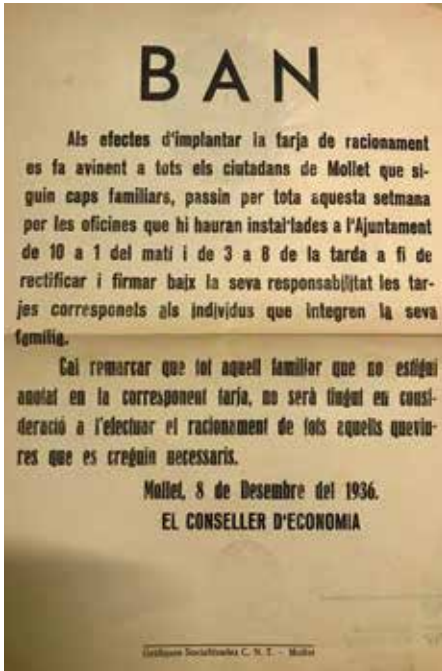 BAN
Als efectes d'implantar la tarja de racionament
es fa avinent a tots els ciutadans de Mollet que si-
guin caps familiars, passin per tota aquesta setmana
por les oficines que hi hauran instal·lades a l'Ajuntament
de 10 a 1 del matí i de 3 a 8 de la tarda a fi de
rectificar i firmar baix la seva responsabilitat les tar-
jes corresponets als individus que integren la seva
família.
Cal remarcar que tot aquell familiar que no estigui
anotat en la corresponent tarja, no serà tingut en consi-
deració a l'efectuar el racionament de tots aquells queviu-
res que es creguin necessaris.
Mollet, 8 de Desembre del 1936.
EL CONSELLER D'ECONOMIA
Gràfiques Socialitzades C. N. T. - Mollet